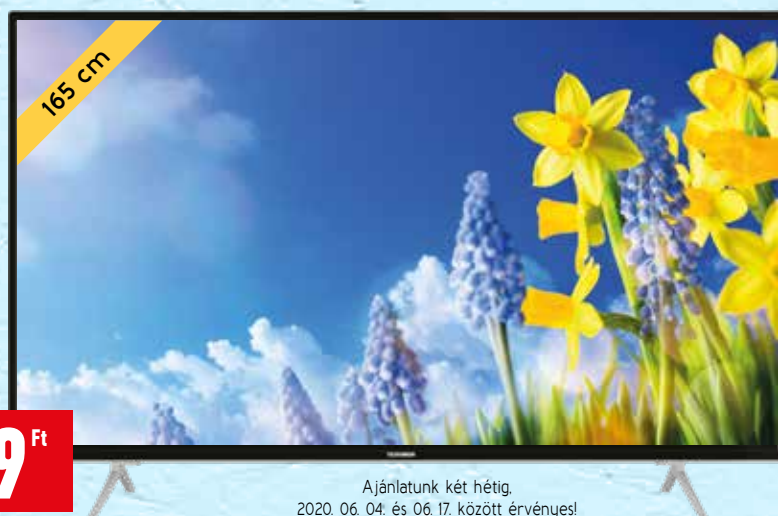 165 cm
9 Ft
Ajánlatunk két hétig,
2020. 06. 04. és 06. 17. között érvényes!